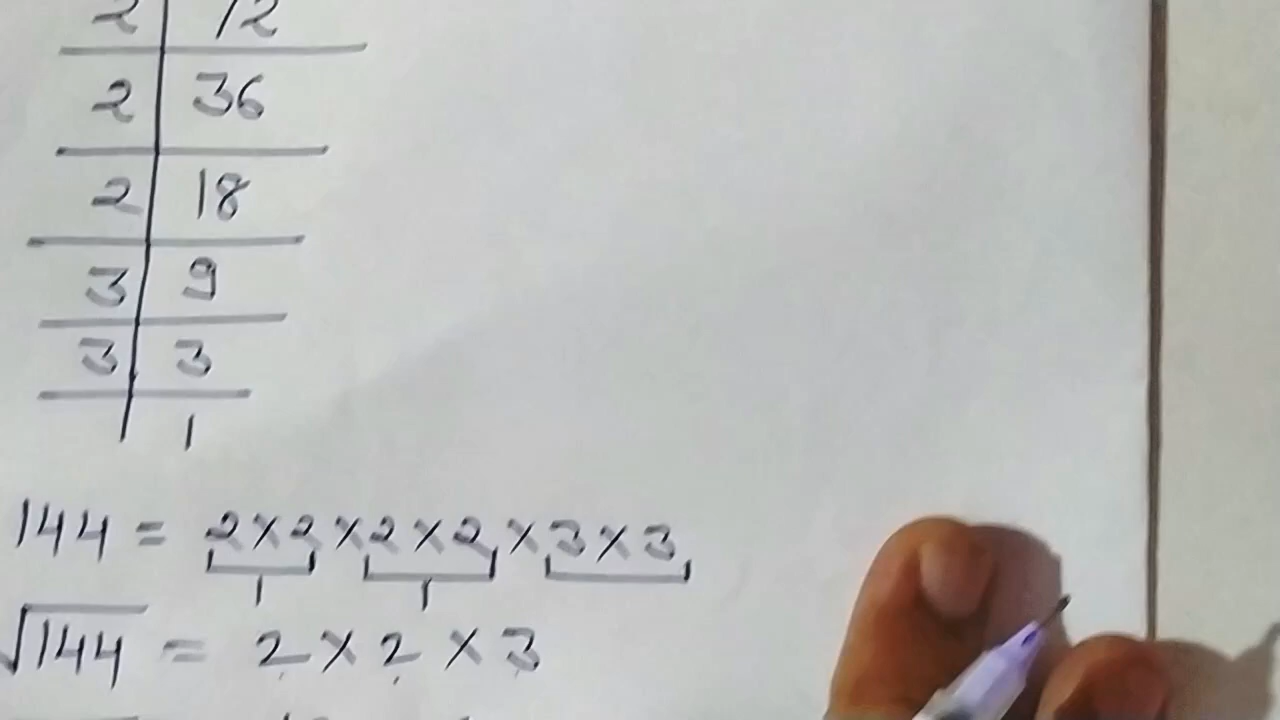 2 | 72
2 | 36
2 | 18
3 | 9
3 | 3
1
144 = 2×2×2×2×3×3
√144 = 2×2×3